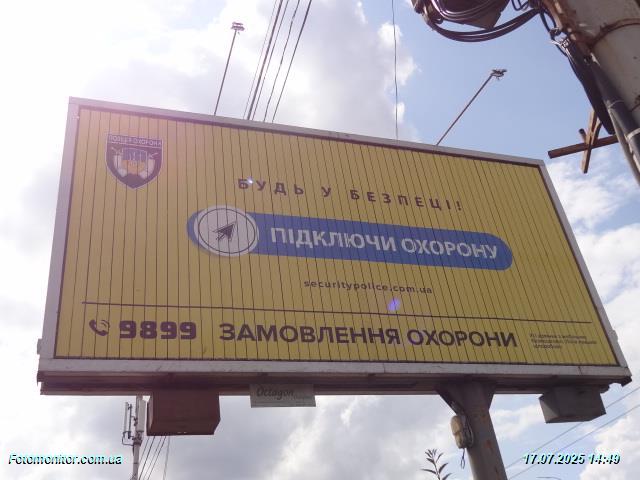 ПОЛІЦІЯ ОХОРОНИ
БУДЬ У БЕЗПЕЦІ!
ПІДКЛЮЧИ ОХОРОНУ
securitypolice.com.ua
9899 ЗАМОВЛЕННЯ ОХОРОНИ
Octagon
Fotomonitor.com.ua
17.07.2025 14:49